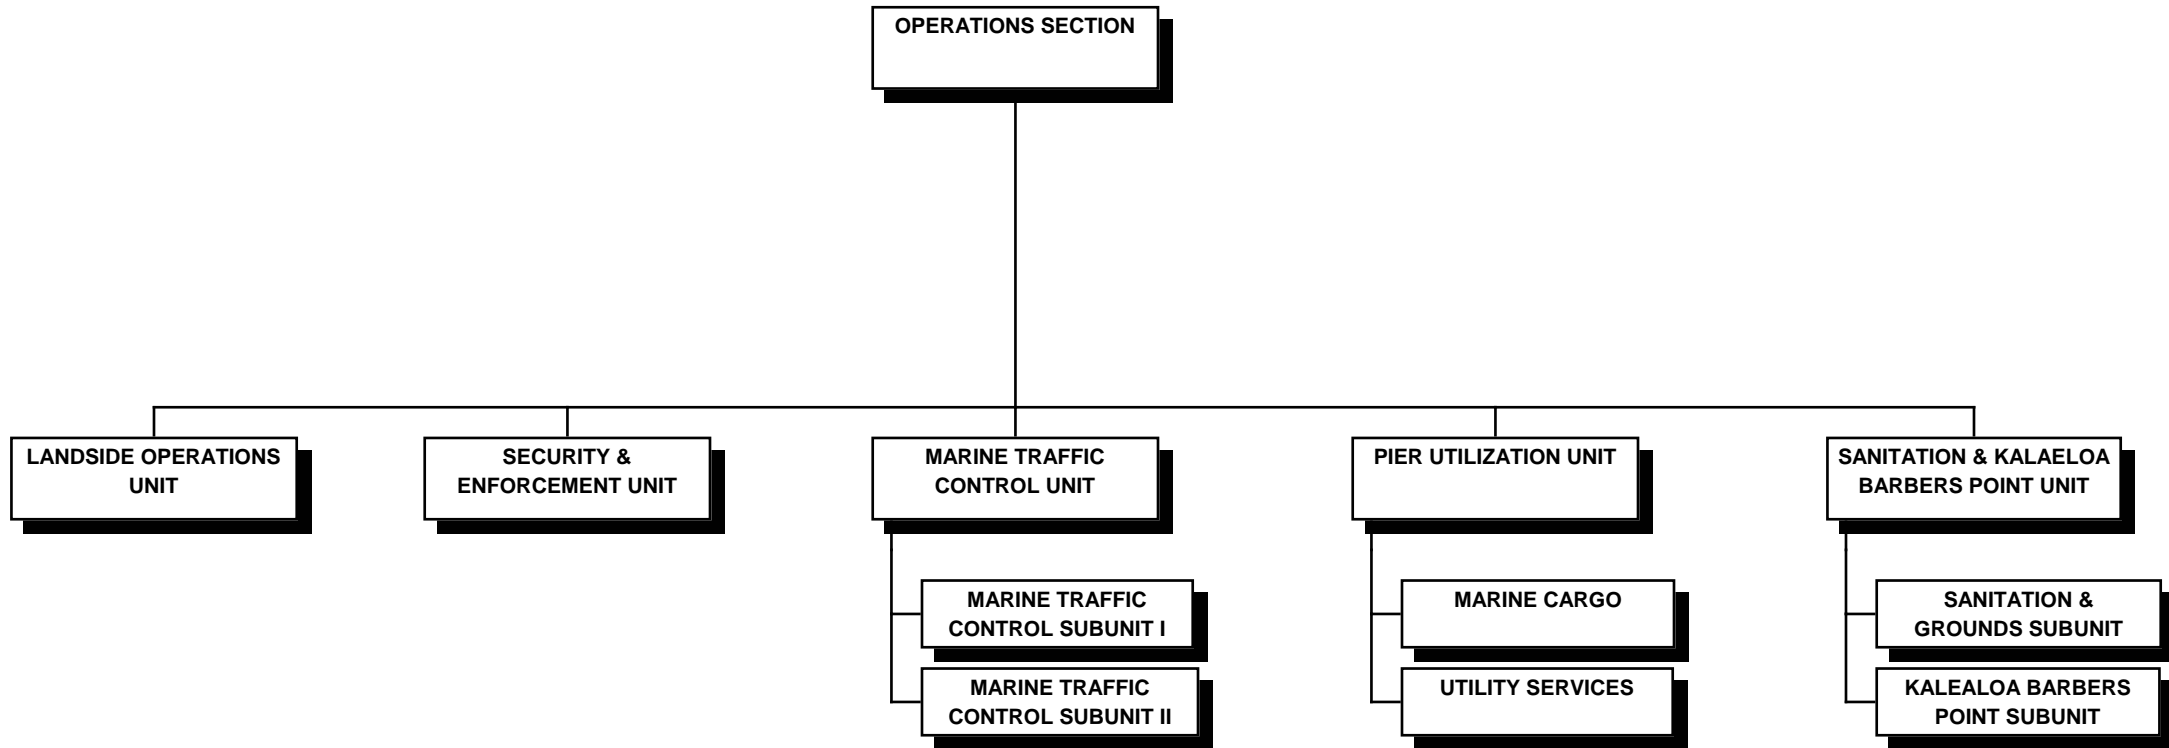 OPERATIONS SECTION
LANDSIDE OPERATIONS
UNIT
SECURITY &
ENFORCEMENT UNIT
MARINE TRAFFIC
CONTROL UNIT
PIER UTILIZATION UNIT
SANITATION & KALAELOA
BARBERS POINT UNIT
MARINE TRAFFIC
CONTROL SUBUNIT I
MARINE TRAFFIC
CONTROL SUBUNIT II
MARINE CARGO
UTILITY SERVICES
SANITATION &
GROUNDS SUBUNIT
KALEALOA BARBERS
POINT SUBUNIT